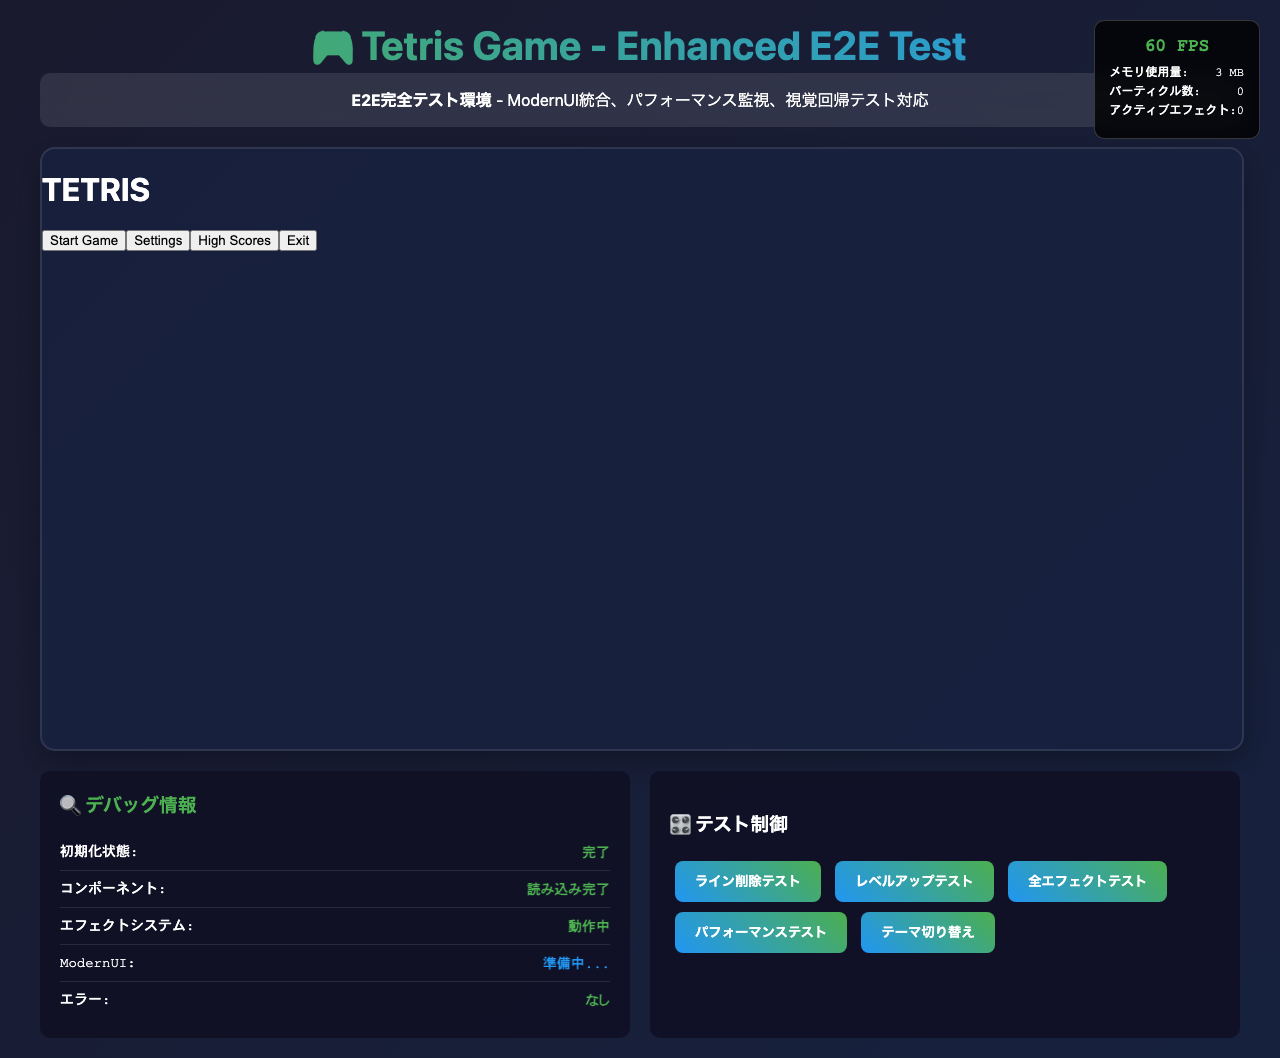 🎮 Tetris Game - Enhanced E2E Test
60 FPS
メモリ使用量: 3 MB
パーティクル数: 0
アクティブエフェクト:0
E2E完全テスト環境 - ModernUI統合、パフォーマンス監視、視覚回帰テスト対応
TETRIS
Start Game Settings High Scores Exit
🔍 デバッグ情報
初期化状態: 完了
コンポーネント: 読み込み完了
エフェクトシステム: 動作中
ModernUI: 準備中...
エラー: なし
🎛️ テスト制御
ライン削除テスト レベルアップテスト 全エフェクトテスト
パフォーマンステスト テーマ切り替え